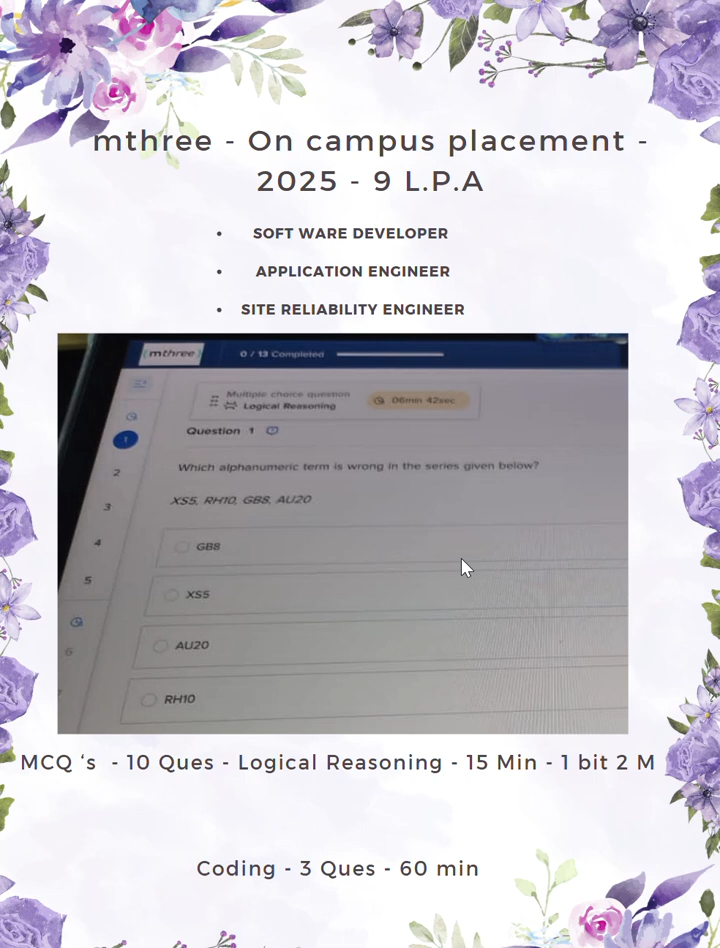 mthree - On campus placement -
2025 - 9 L.P.A
• SOFT WARE DEVELOPER
• APPLICATION ENGINEER
• SITE RELIABILITY ENGINEER
mthree
0 / 13 Completed
Multiple choice question
Logical Reasoning
06min 42sec
Question 1
1
2
3
4
5
6
Which alphanumeric term is wrong in the series given below?
XS5, RH10, GB8, AU20
GB8
XS5
AU20
RH10
MCQ ‘s - 10 Ques - Logical Reasoning - 15 Min - 1 bit 2 M
Coding - 3 Ques - 60 min